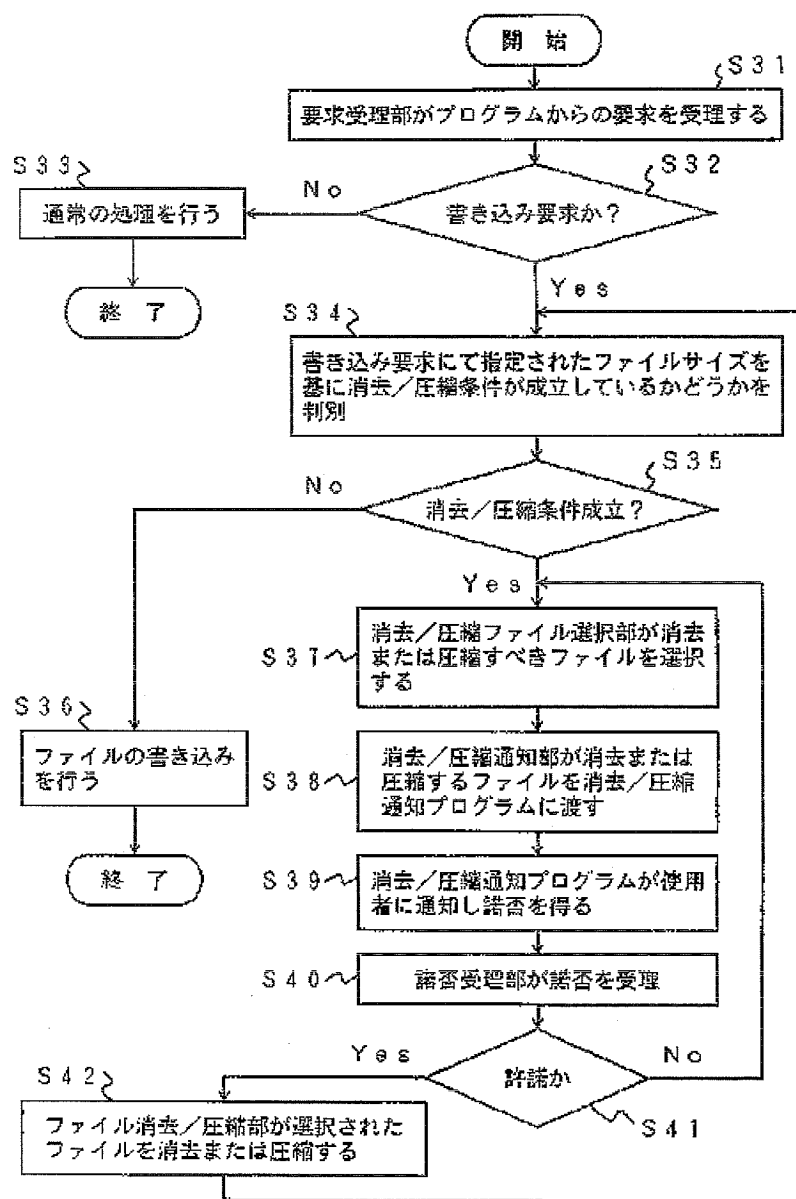 開 始
S31
要求受理部がプログラムからの要求を受理する
S32
書き込み要求か？
No
S33
通常の処理を行う
終 了
Yes
S34
書き込み要求にて指定されたファイルサイズを
基に消去／圧縮条件が成立しているかどうかを
判別
S35
消去／圧縮条件成立？
No
S36
ファイルの書き込み
を行う
終 了
Yes
S37
消去／圧縮ファイル選択部が消去
または圧縮すべきファイルを選択
する
S38
消去／圧縮通知部が消去または
圧縮するファイルを消去／圧縮
通知プログラムに渡す
S39
消去／圧縮通知プログラムが使用
者に通知し諾否を得る
S40
諾否受理部が諾否を受理
S41
許諾か
Yes
No
S42
ファイル消去／圧縮部が選択された
ファイルを消去または圧縮する